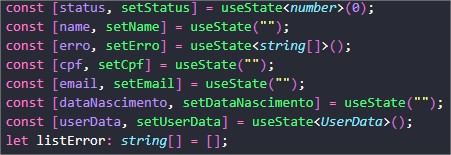 const [status, setStatus] = useState<number>(0);
const [name, setName] = useState("");
const [erro, setErro] = useState<string[]>();
const [cpf, setCpf] = useState("");
const [email, setEmail] = useState("");
const [dataNascimento, setDataNascimento] = useState("");
const [userData, setUserData] = useState<UserData>();
let listError: string[] = [];